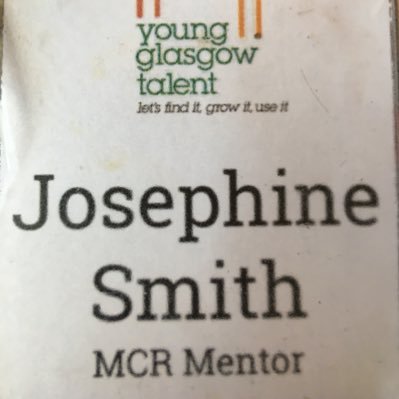 young
glasgow
talent
let's find it, grow it, use it
Josephine
Smith
MCR Mentor